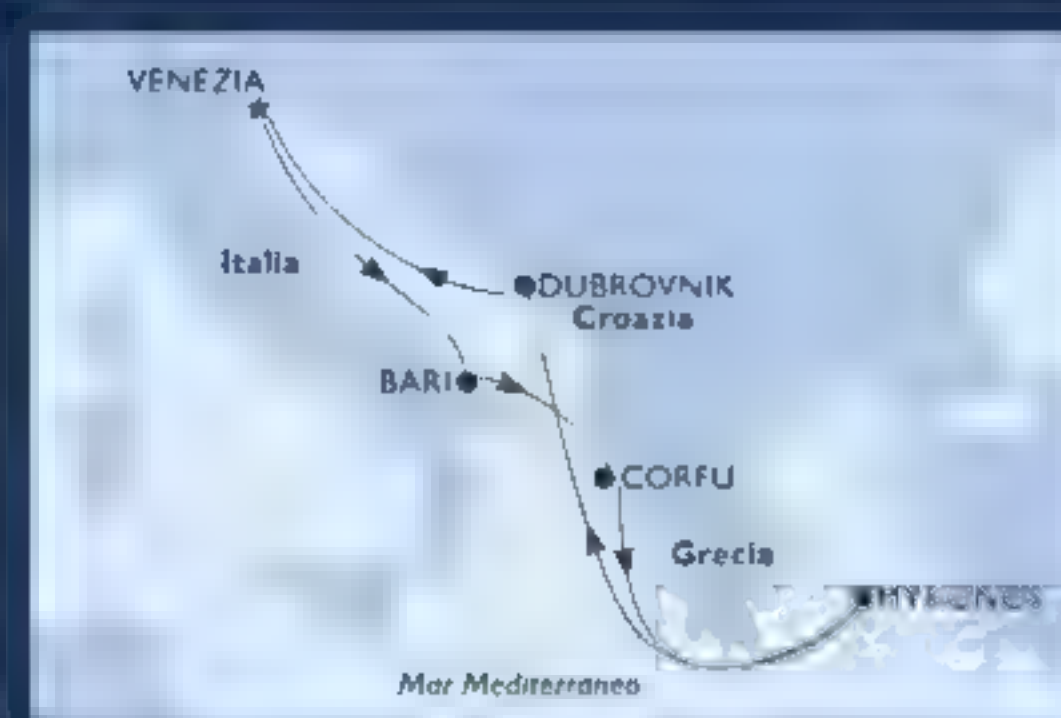 VENEZIA
Italia
DUBROVNIK
Croazia
BARI
CORFU
Grecia
Mar Mediterraneo